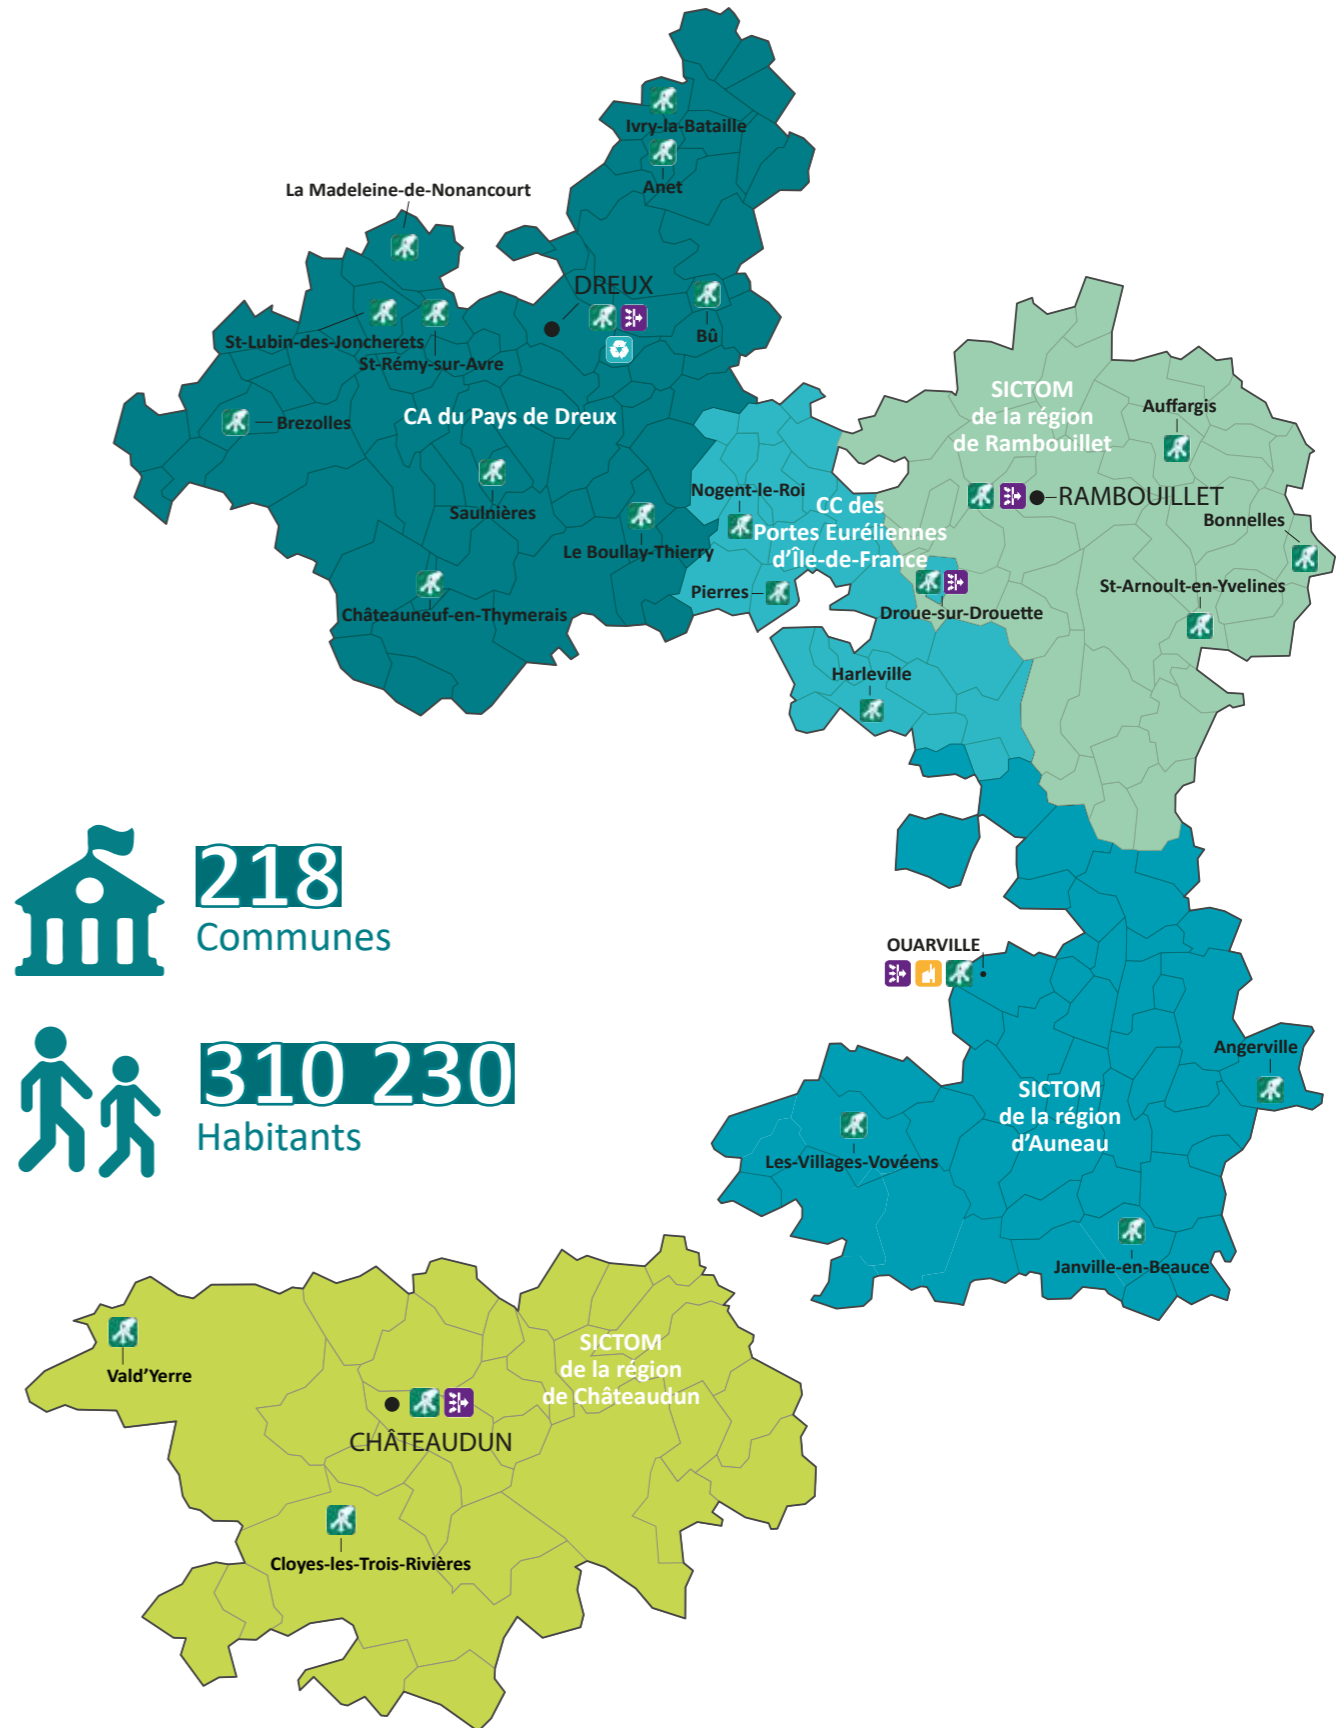 Ivry-la-Bataille
Anet
La Madeleine-de-Nonancourt
DREUX
Bû
St-Lubin-des-Joncherets
St-Rémy-sur-Avre
Brezolles
CA du Pays de Dreux
Saulnières
Le Boullay-Thierry
Châteauneuf-en-Thymerais
Nogent-le-Roi
CC des
Portes Euréliennes
d'Île-de-France
Pierres
Droue-sur-Drouette
Harleville
SICTOM
de la région
de Rambouillet
Auffargis
RAMBOUILLET
Bonnelles
St-Arnoult-en-Yvelines
218
Communes
310 230
Habitants
OUARVILLE
Angerville
SICTOM
de la région
d'Auneau
Les-Villages-Vovéens
Janville-en-Beauce
SICTOM
de la région
de Châteaudun
Vald'Yerre
CHÂTEAUDUN
Cloyes-les-Trois-Rivières